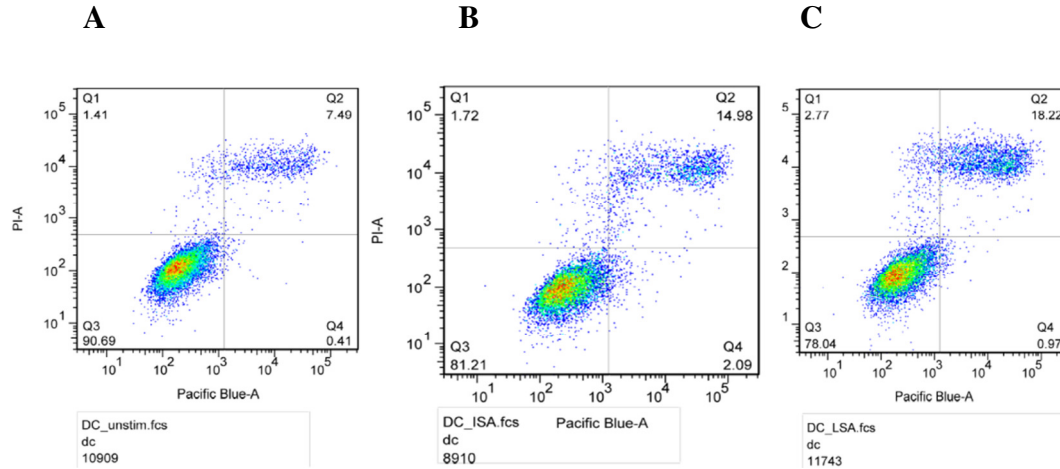 A
B
C
Q1
1.41
Q2
7.49
10^5
10^4
10^3
10^2
10^1
PI-A
Q3
90.69
Q4
0.41
10^1 10^2 10^3 10^4 10^5
Pacific Blue-A
DC_unstim.fcs
dc
10909
Q1
1.72
Q2
14.98
10^5
10^4
10^3
10^2
10^1
PI-A
Q3
81.21
Q4
2.09
10^1 10^2 10^3 10^4 10^5
Pacific Blue-A
DC_ISA.fcs
dc
8910
Q1
2.77
Q2
18.22
5
4
3
2
1
Q3
78.04
Q4
0.97
10^1 10^2 10^3 10^4 10^5
Pacific Blue-A
DC_LSA.fcs
dc
11743